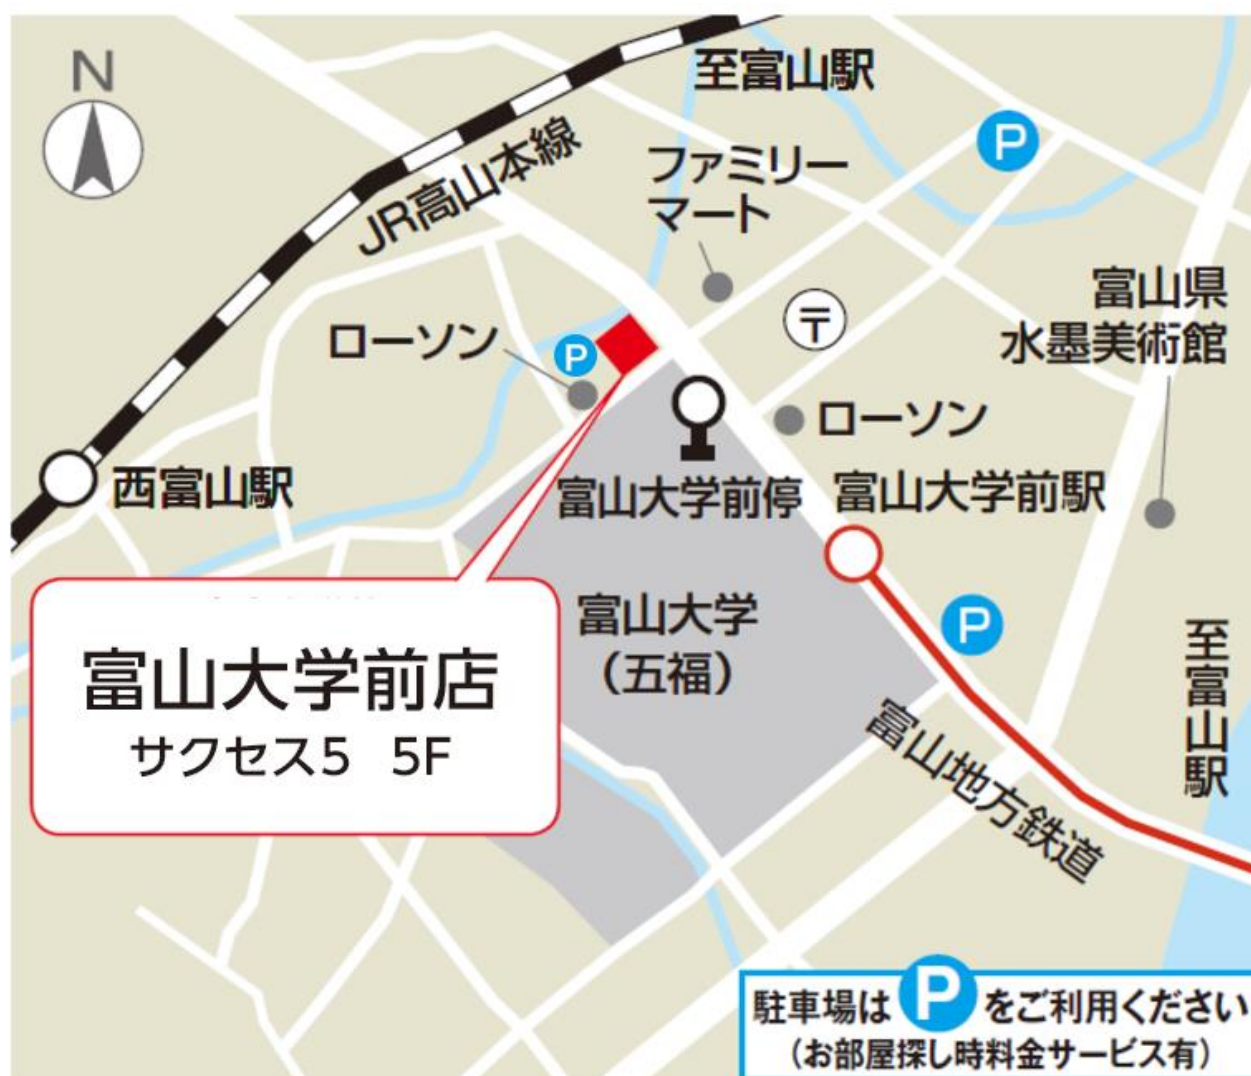 N
至富山駅
P
JR高山本線
ファミリー
マート
〒
富山県
水墨美術館
ローソン
P
ローソン
西富山駅
富山大学前停
富山大学前駅
富山大学
（五福）
P
至富山駅
富山地方鉄道
富山大学前店
サクセス5 5F
駐車場はPをご利用ください
（お部屋探し時料金サービス有）